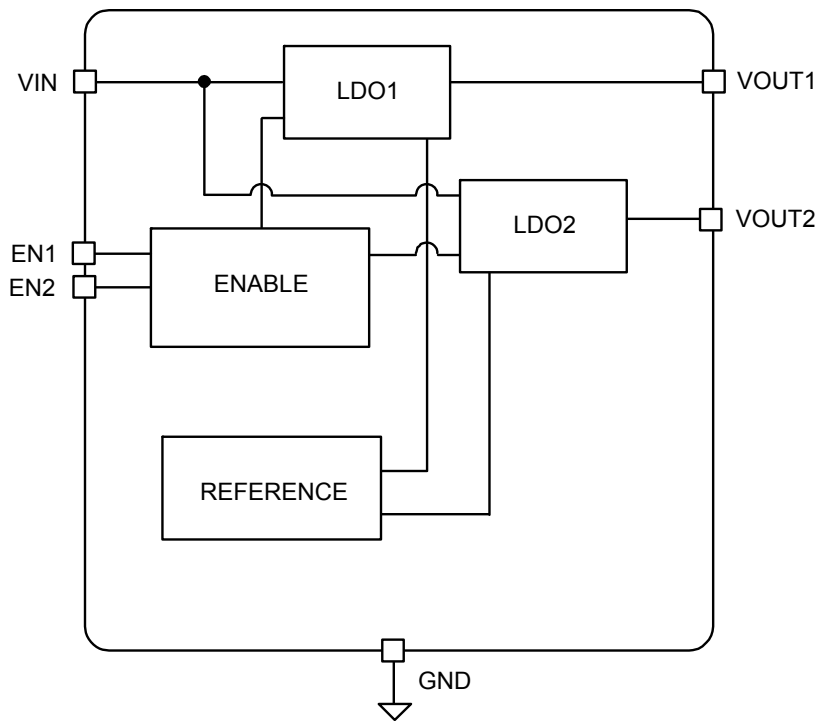 VIN
LDO1
VOUT1
LDO2
VOUT2
EN1
EN2
ENABLE
REFERENCE
GND